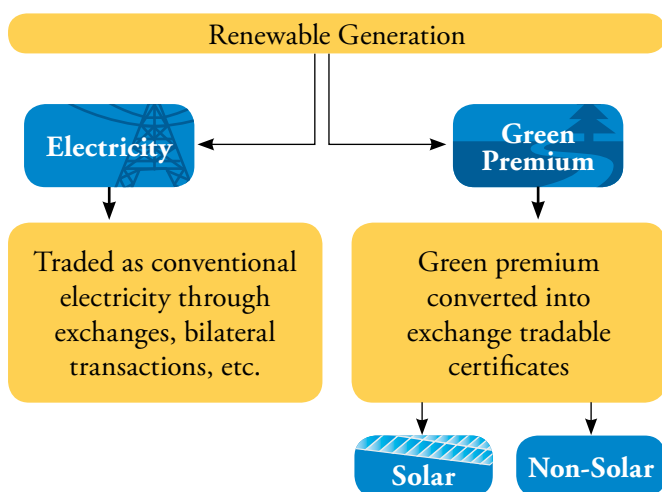 Renewable Generation
Electricity
Green
Premium
Traded as conventional
electricity through
exchanges, bilateral
transactions, etc.
Green premium
converted into
exchange tradable
certificates
Solar
Non-Solar